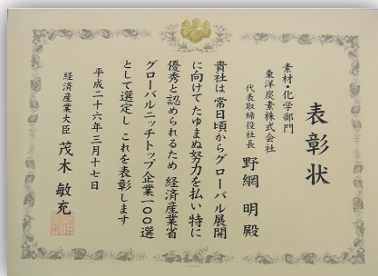 表彰状
素材・化学部門
東洋炭素株式会社
代表取締役社長 野網 明 殿
貴社は常日頃からグローバル展開
に向けてたゆまぬ努力を払い特に
優秀と認められるため 経済産業省
グローバルニッチトップ企業一〇〇選
として選定し これを表彰します
平成二十六年三月十七日
経済産業大臣 茂木敏充